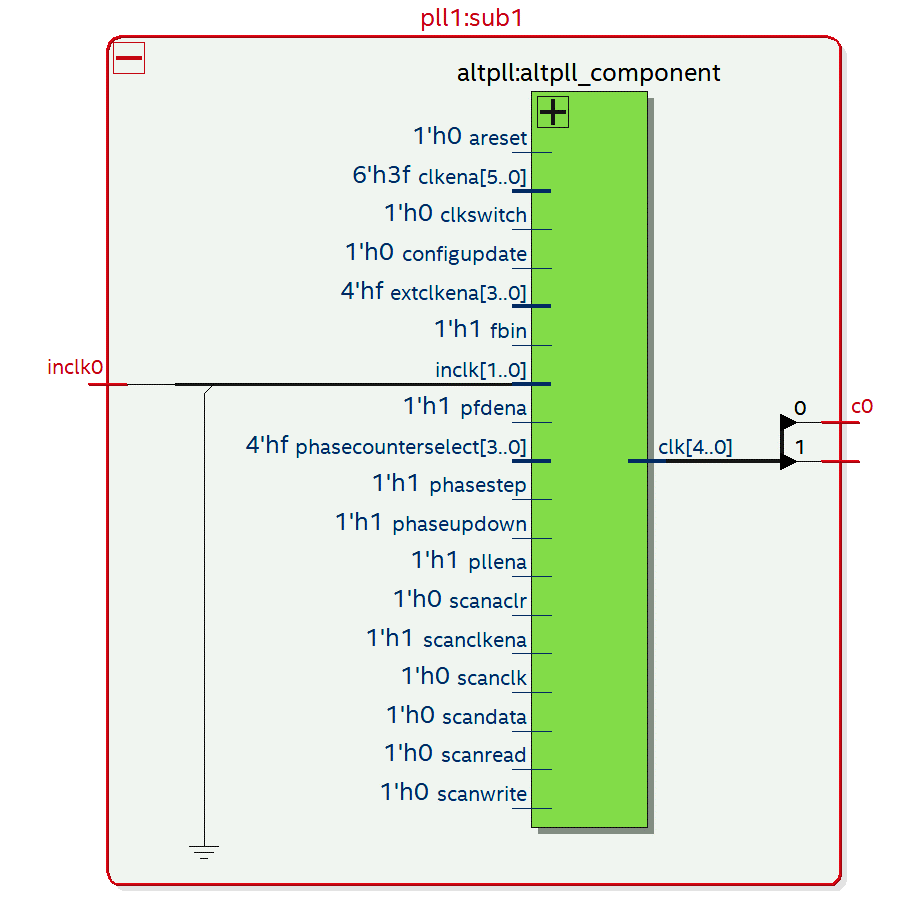 pll1:sub1
altpll:altpll_component
1'h0 areset
6'h3f clkena[5..0]
1'h0 clkswitch
1'h0 configupdate
4'hf extclkena[3..0]
1'h1 fbin
inclk0
inclk[1..0]
1'h1 pfdena
0
c0
4'hf phasecounterselect[3..0]
clk[4..0]
1
1'h1 phasestep
1'h1 phaseupdown
1'h1 pllena
1'h0 scanaclr
1'h1 scanclkena
1'h0 scanclk
1'h0 scandata
1'h0 scanread
1'h0 scanwrite